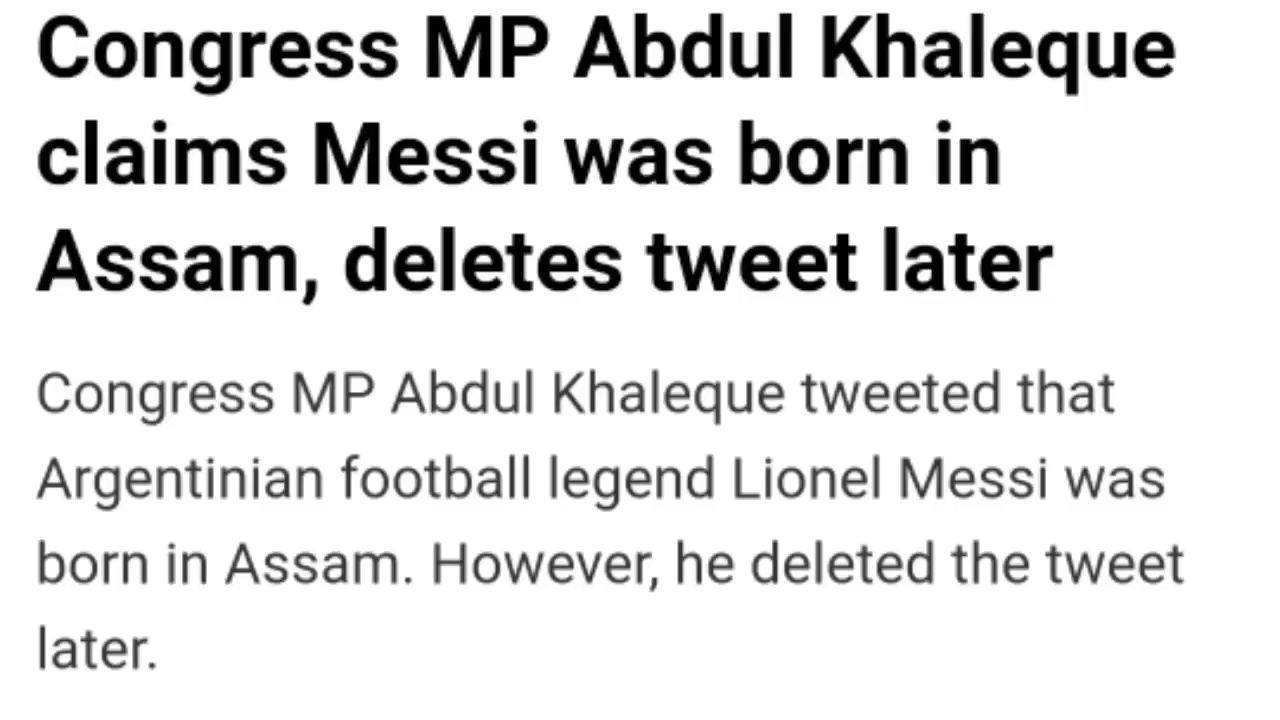 Congress MP Abdul Khaleque
claims Messi was born in
Assam, deletes tweet later
Congress MP Abdul Khaleque tweeted that
Argentinian football legend Lionel Messi was
born in Assam. However, he deleted the tweet
later.